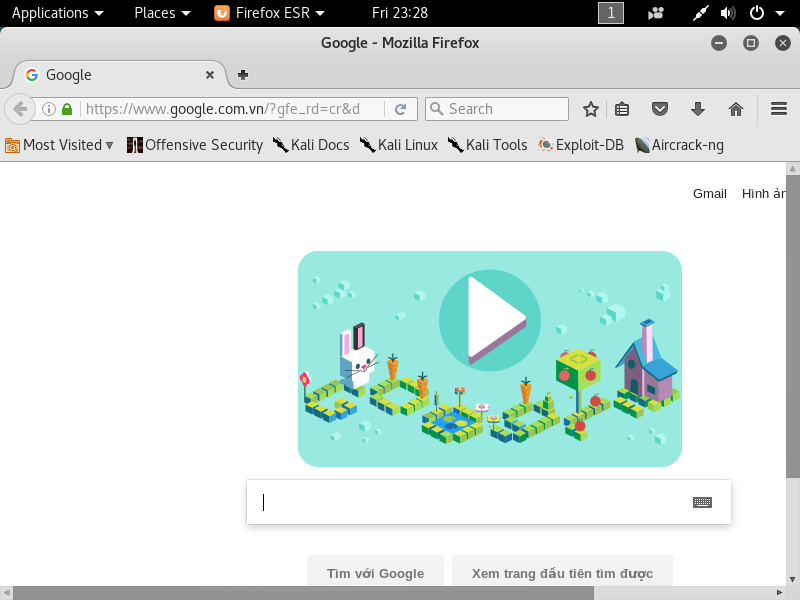 Applications Places Firefox ESR Fri 23:28 1
Google - Mozilla Firefox
Google
https://www.google.com.vn/?gfe_rd=cr&d Search
Most Visited Offensive Security Kali Docs Kali Linux Kali Tools Exploit-DB Aircrack-ng
Gmail Hình ản
Tìm với Google Xem trang đầu tiên tìm được